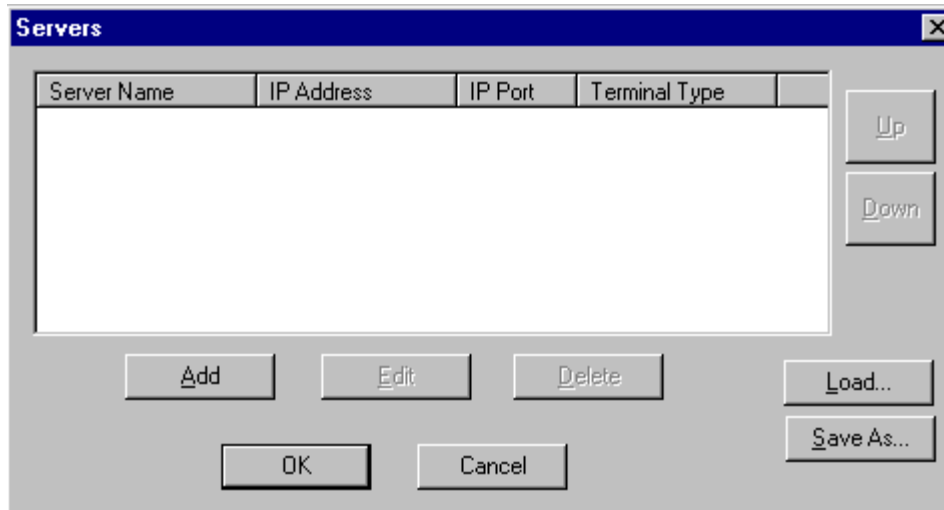 Servers
Server Name IP Address IP Port Terminal Type
Up
Down
Add Edit Delete
Load...
Save As...
OK Cancel